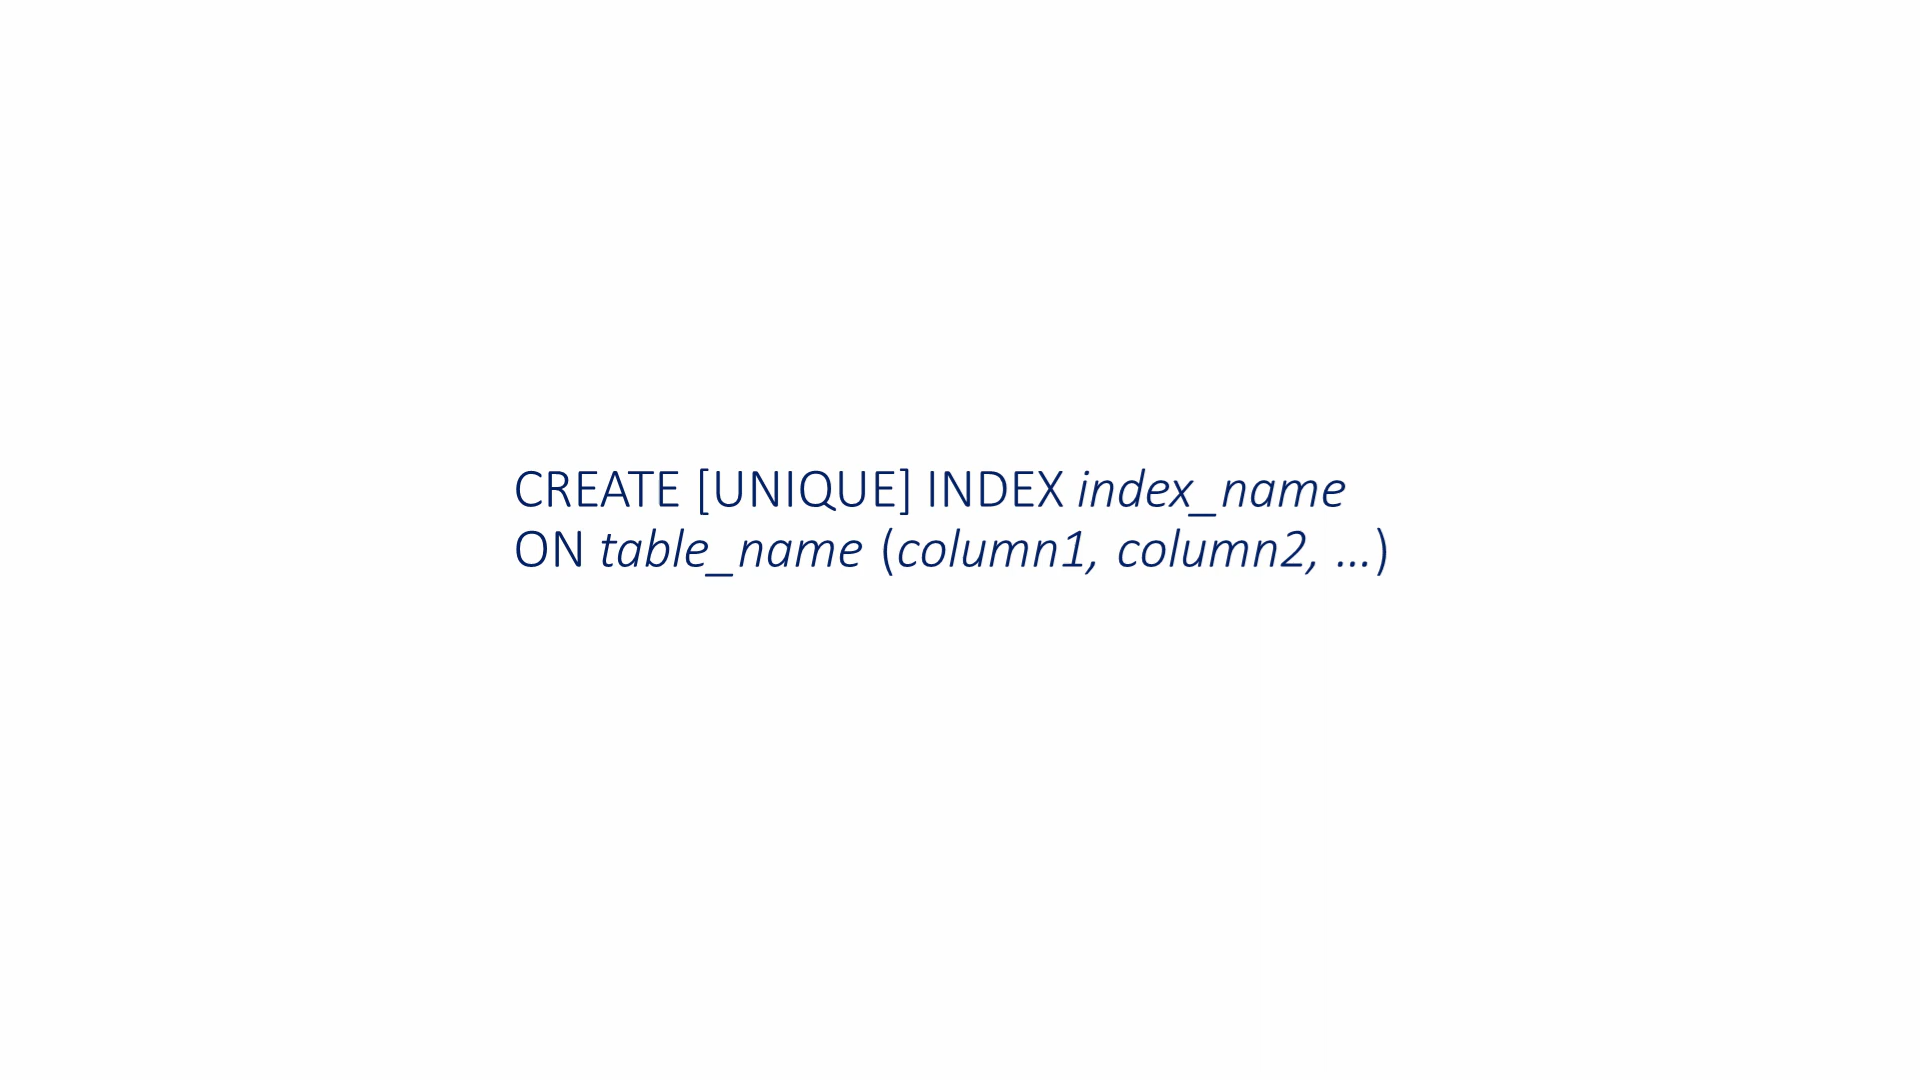 CREATE [UNIQUE] INDEX index_name
ON table_name (column1, column2, ...)